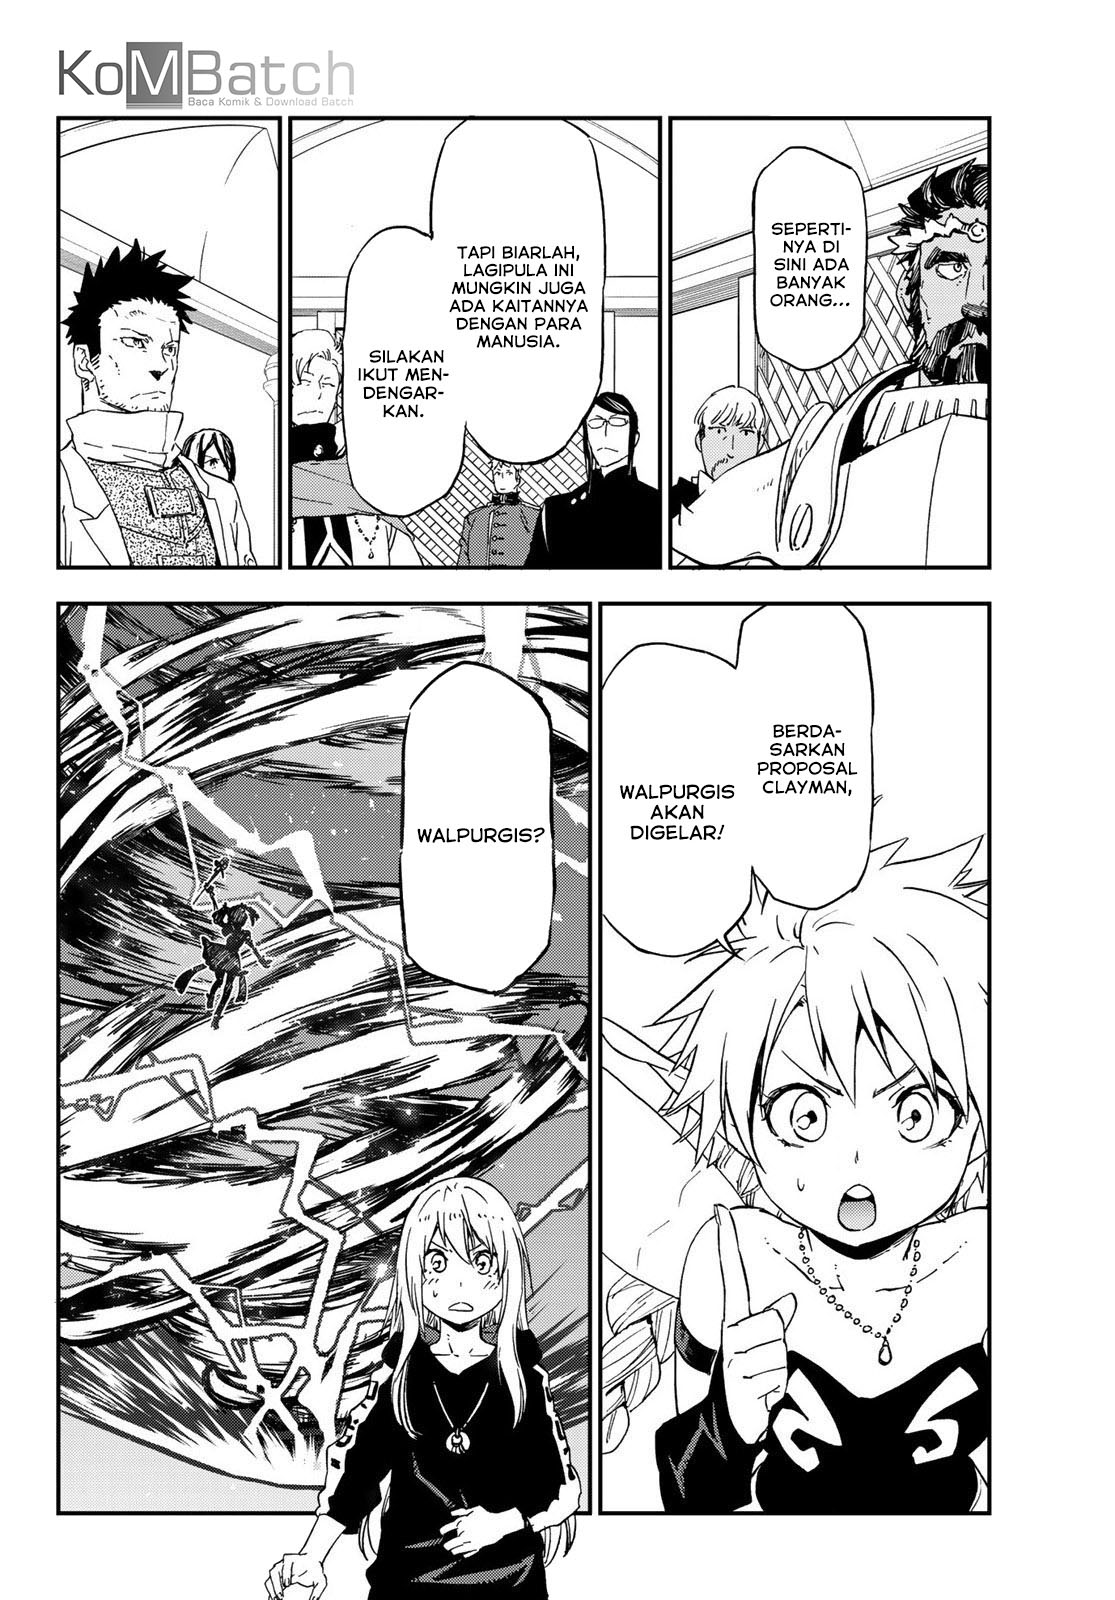 KoMBatch
Baca Komik & Download Batch
SEPERTI-
NYA DI
SINI ADA
BANYAK
ORANG...
TAPI BIARLAH,
LAGIPULA INI
MUNGKIN JUGA
ADA KAITANNYA
DENGAN PARA
MANUSIA.
SILAKAN
IKUT MEN-
DENGAR-
KAN.
BERDA-
SARKAN
PROPOSAL
CLAYMAN,
WALPURGIS
AKAN
DIGELAR!
WALPURGIS?